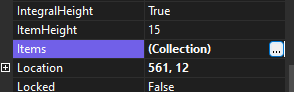 IntegralHeight True
ItemHeight 15
Items (Collection) ...
Location 561, 12
Locked False